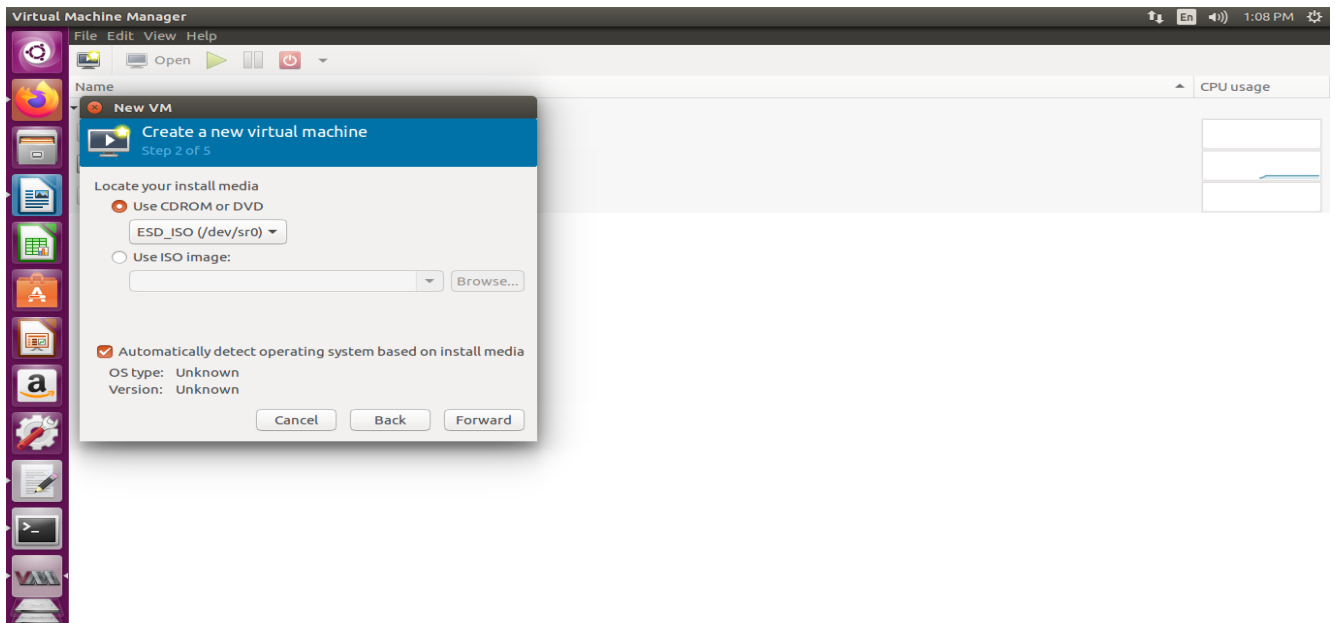 Virtual Machine Manager
En
1:08 PM
File Edit View Help
Open
Name
CPU usage
New VM
Create a new virtual machine
Step 2 of 5
Locate your install media
Use CDROM or DVD
ESD_ISO (/dev/sr0)
Use ISO image:
Browse...
Automatically detect operating system based on install media
OS type: Unknown
Version: Unknown
Cancel
Back
Forward